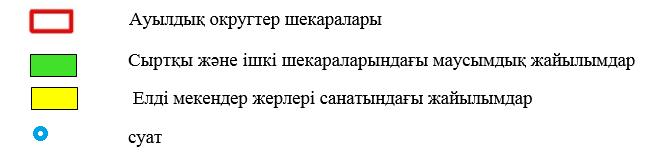 Ауылдық округтер шекаралары
Сыртқы және ішкі шекараларындағы маусымдық жайылымдар
Елді мекендер жерлері санатындағы жайылымдар
суат